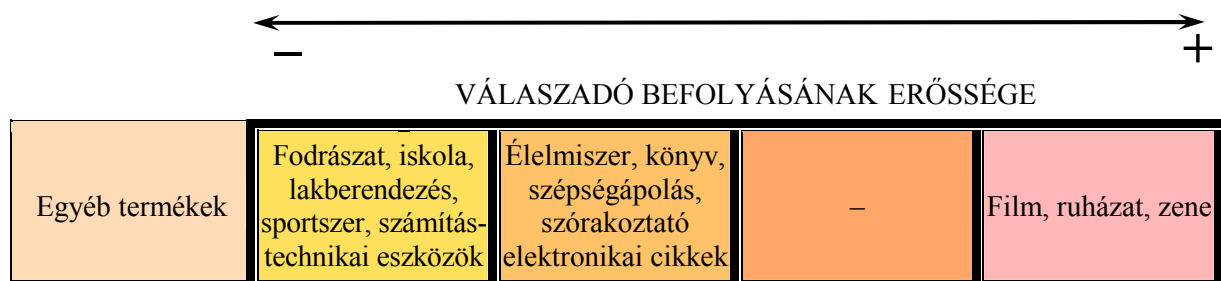 – +
VÁLASZADÓ BEFOLYÁSÁNAK ERŐSSÉGE
Egyéb termékek
Fodrászat, iskola,
lakberendezés,
sportszer, számítás-
technikai eszközök
Élelmiszer, könyv,
szépségápolás,
szórakoztató
elektronikai cikkek
–
Film, ruházat, zene